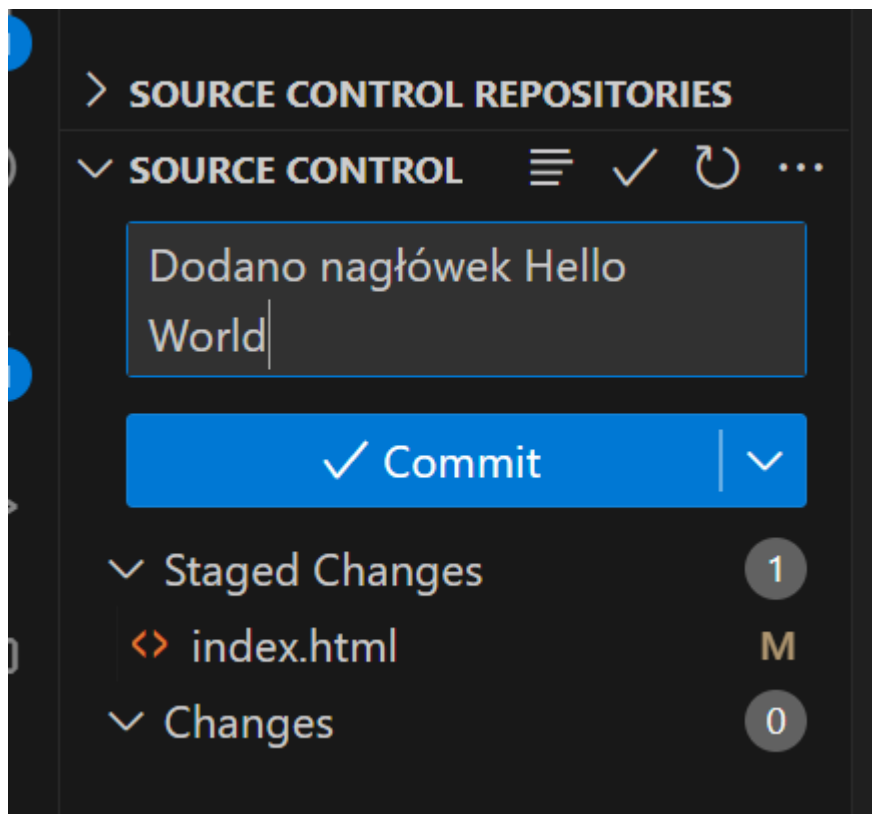 SOURCE CONTROL REPOSITORIES
SOURCE CONTROL
Dodano nagłówek Hello
World
Commit
Staged Changes 1
index.html M
Changes 0